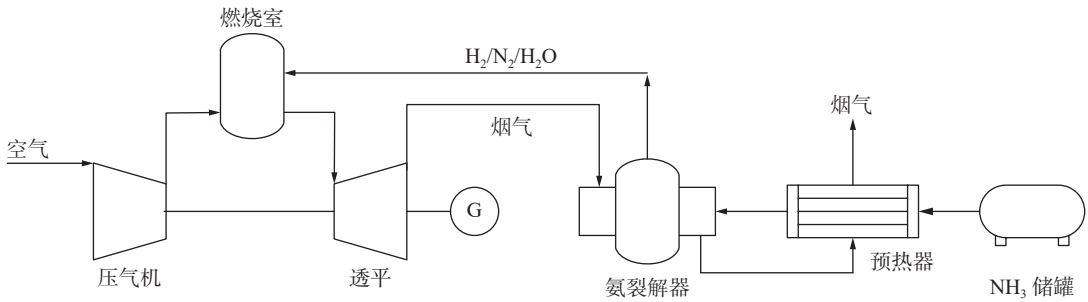 燃烧室
H₂/N₂/H₂O
烟气
烟气
空气
G
压气机
透平
氨裂解器
预热器
NH₃ 储罐